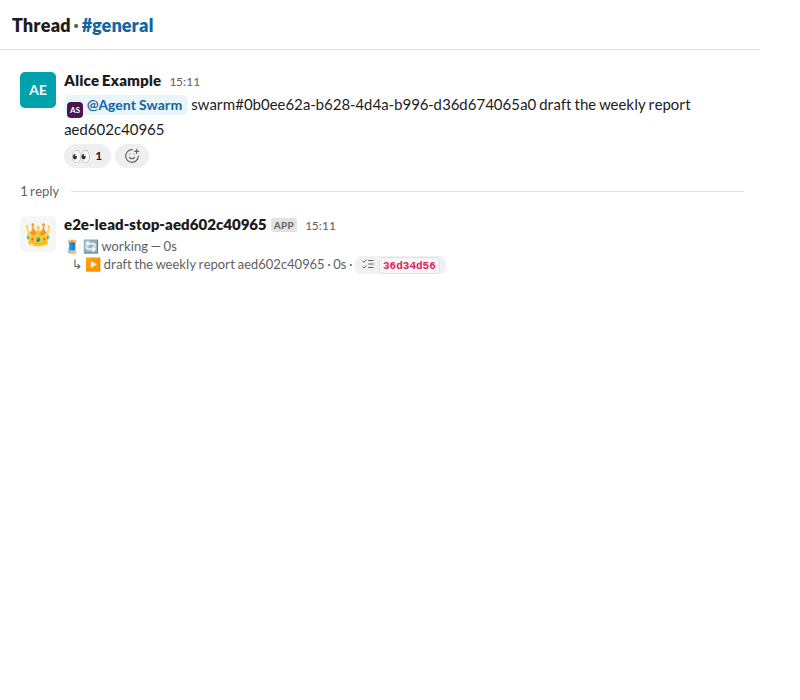 Thread · #general
AE
Alice Example 15:11
AS @Agent Swarm swarm#0b0ee62a-b628-4d4a-b996-d36d674065a0 draft the weekly report
aed602c40965
👀 1
1 reply
e2e-lead-stop-aed602c40965 APP 15:11
🧵 🔄 working — 0s
↳ ▶️ draft the weekly report aed602c40965 · 0s · 36d34d56